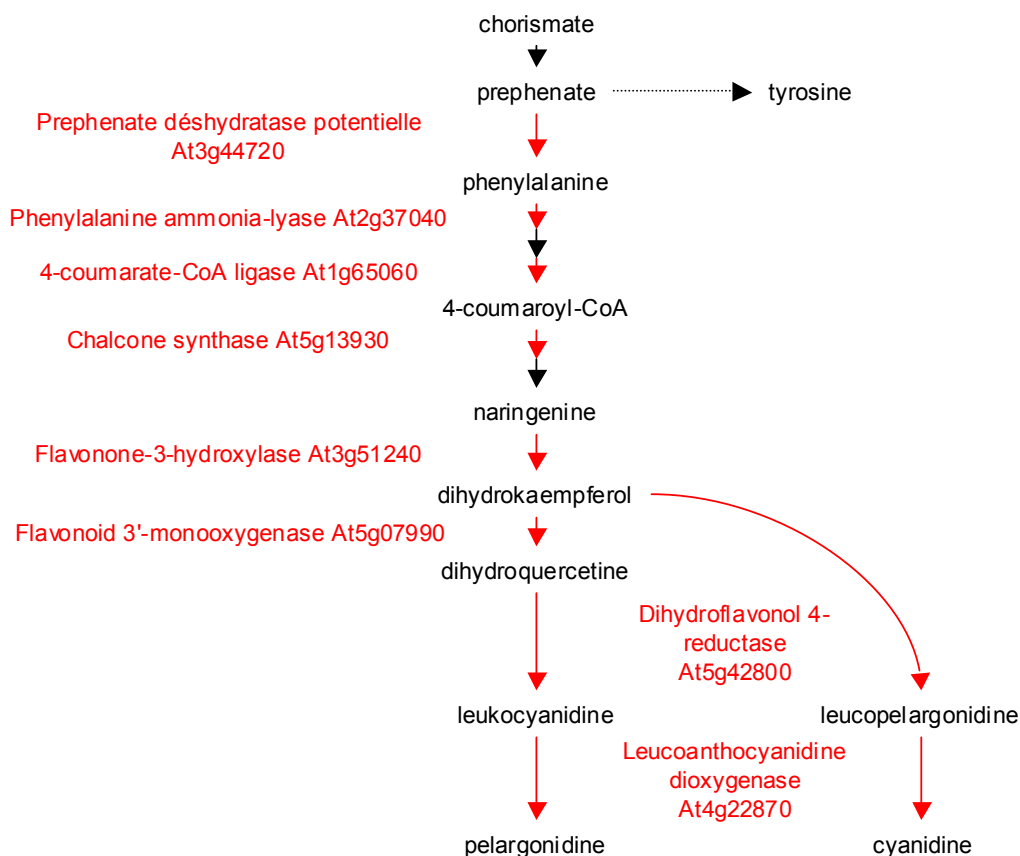 chorismate
prephenate
tyrosine
Prephenate déshydratase potentielle
At3g44720
phenylalanine
Phenylalanine ammonia-lyase At2g37040
4-coumarate-CoA ligase At1g65060
4-coumaroyl-CoA
Chalcone synthase At5g13930
naringenine
Flavonone-3-hydroxylase At3g51240
dihydrokaempferol
Flavonoid 3'-monooxygenase At5g07990
dihydroquercetine
Dihydroflavonol 4-
reductase
At5g42800
leukocyanidine
leucopelargonidine
Leucoanthocyanidine
dioxygenase
At4g22870
pelargonidine
cyanidine